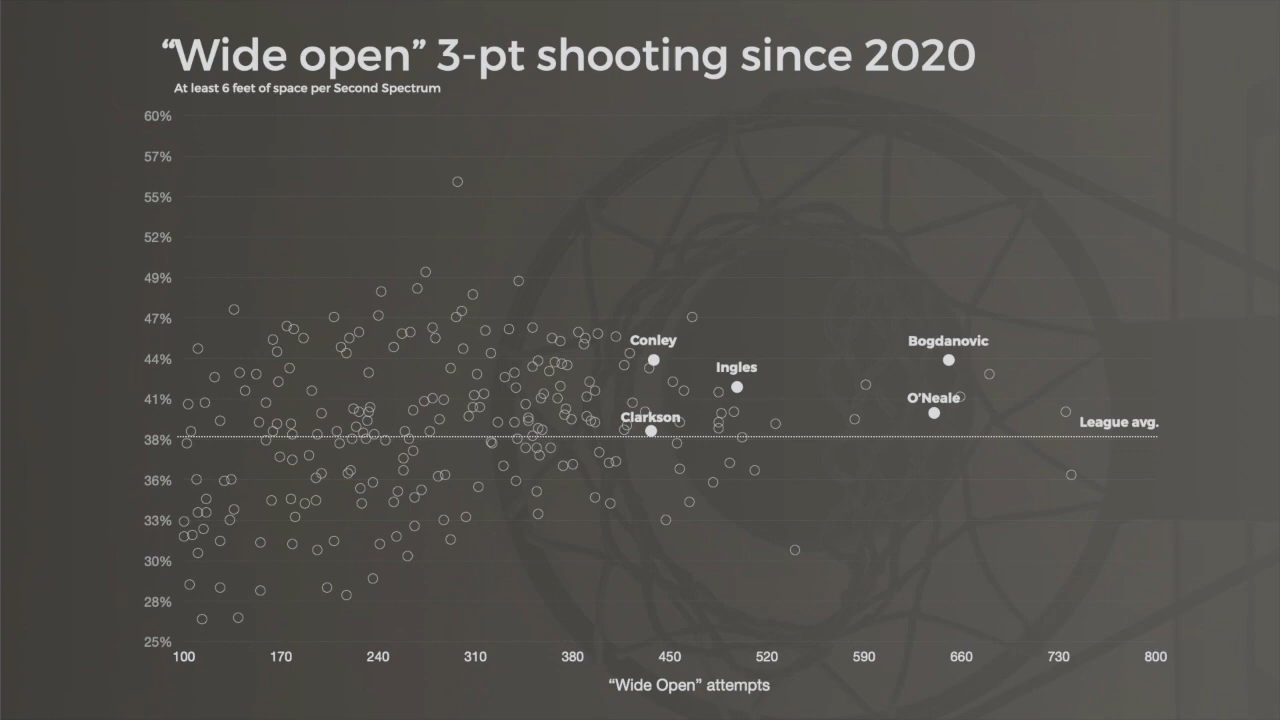 “Wide open” 3-pt shooting since 2020
At least 6 feet of space per Second Spectrum
60%
57%
55%
52%
49%
47%
44%
41%
38%
36%
33%
30%
28%
25%
Conley
Bogdanovic
Ingles
O’Neale
Clarkson
League avg.
100 170 240 310 380 450 520 590 660 730 800
“Wide Open” attempts